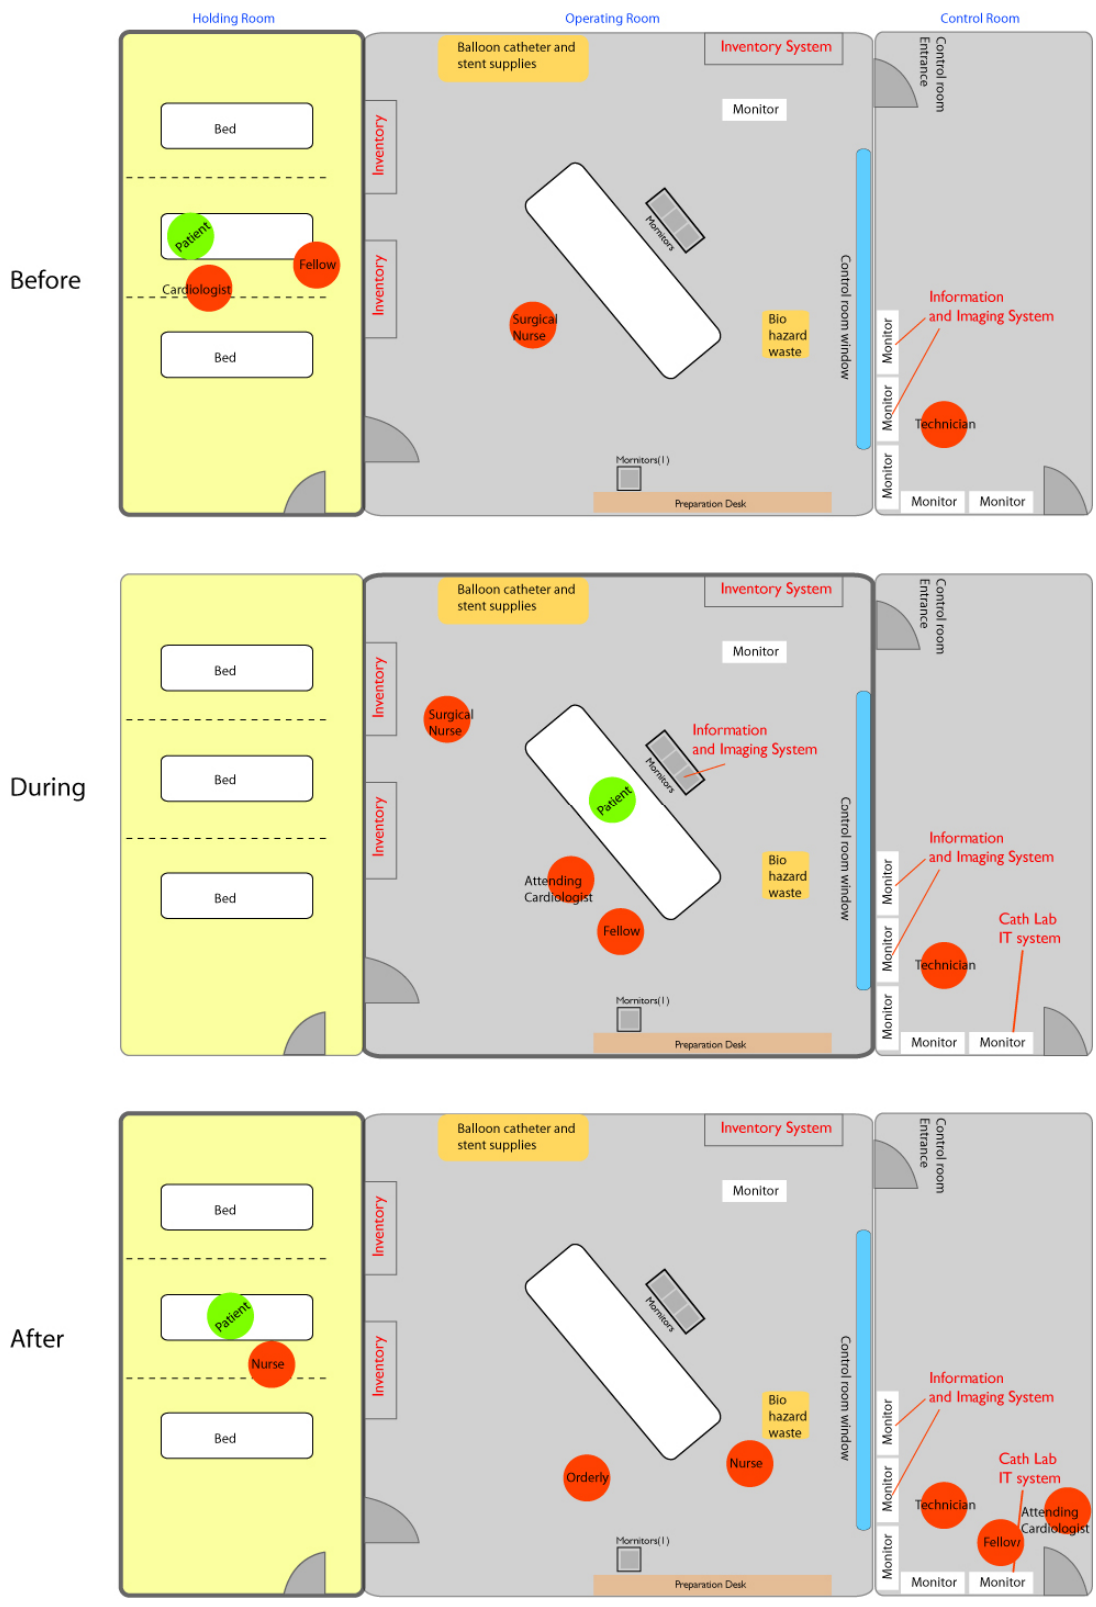 Holding Room
Operating Room
Control Room
Before
Bed
Patient
Cardiologist
Fellow
Bed
Balloon catheter and
stent supplies
Inventory System
Monitor
Inventory
Inventory
Mornitors
Surgical
Nurse
Bio
hazard
waste
Control room window
Mornitors(1)
Preparation Desk
Control room
Entrance
Information
and Imaging System
Monitor
Monitor
Monitor
Technician
Monitor
Monitor
During
Bed
Bed
Bed
Balloon catheter and
stent supplies
Inventory System
Monitor
Inventory
Inventory
Surgical
Nurse
Mornitors
Information
and Imaging System
Patient
Attending
Cardiologist
Fellow
Bio
hazard
waste
Control room window
Mornitors(1)
Preparation Desk
Control room
Entrance
Information
and Imaging System
Monitor
Monitor
Monitor
Technician
Cath Lab
IT system
Monitor
Monitor
After
Bed
Patient
Nurse
Bed
Balloon catheter and
stent supplies
Inventory System
Monitor
Inventory
Inventory
Mornitors
Bio
hazard
waste
Orderly
Nurse
Control room window
Mornitors(1)
Preparation Desk
Control room
Entrance
Information
and Imaging System
Monitor
Monitor
Monitor
Cath Lab
IT system
Technician
Attending
Cardiologist
Fellow
Monitor
Monitor